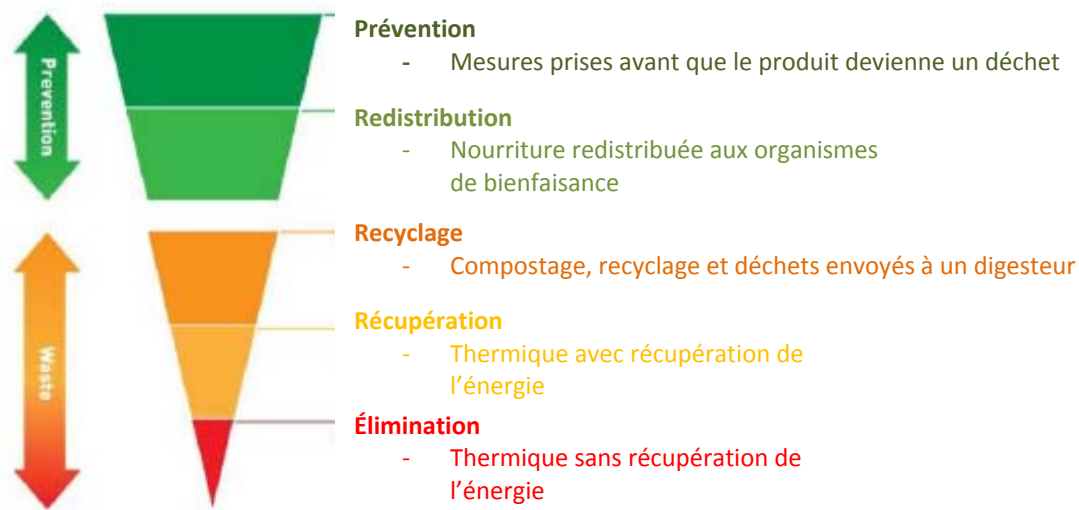 Prevention
Prévention
- Mesures prises avant que le produit devienne un déchet
Redistribution
- Nourriture redistribuée aux organismes
de bienfaisance
Waste
Recyclage
- Compostage, recyclage et déchets envoyés à un digesteur
Récupération
- Thermique avec récupération de
l’énergie
Élimination
- Thermique sans récupération de
l’énergie